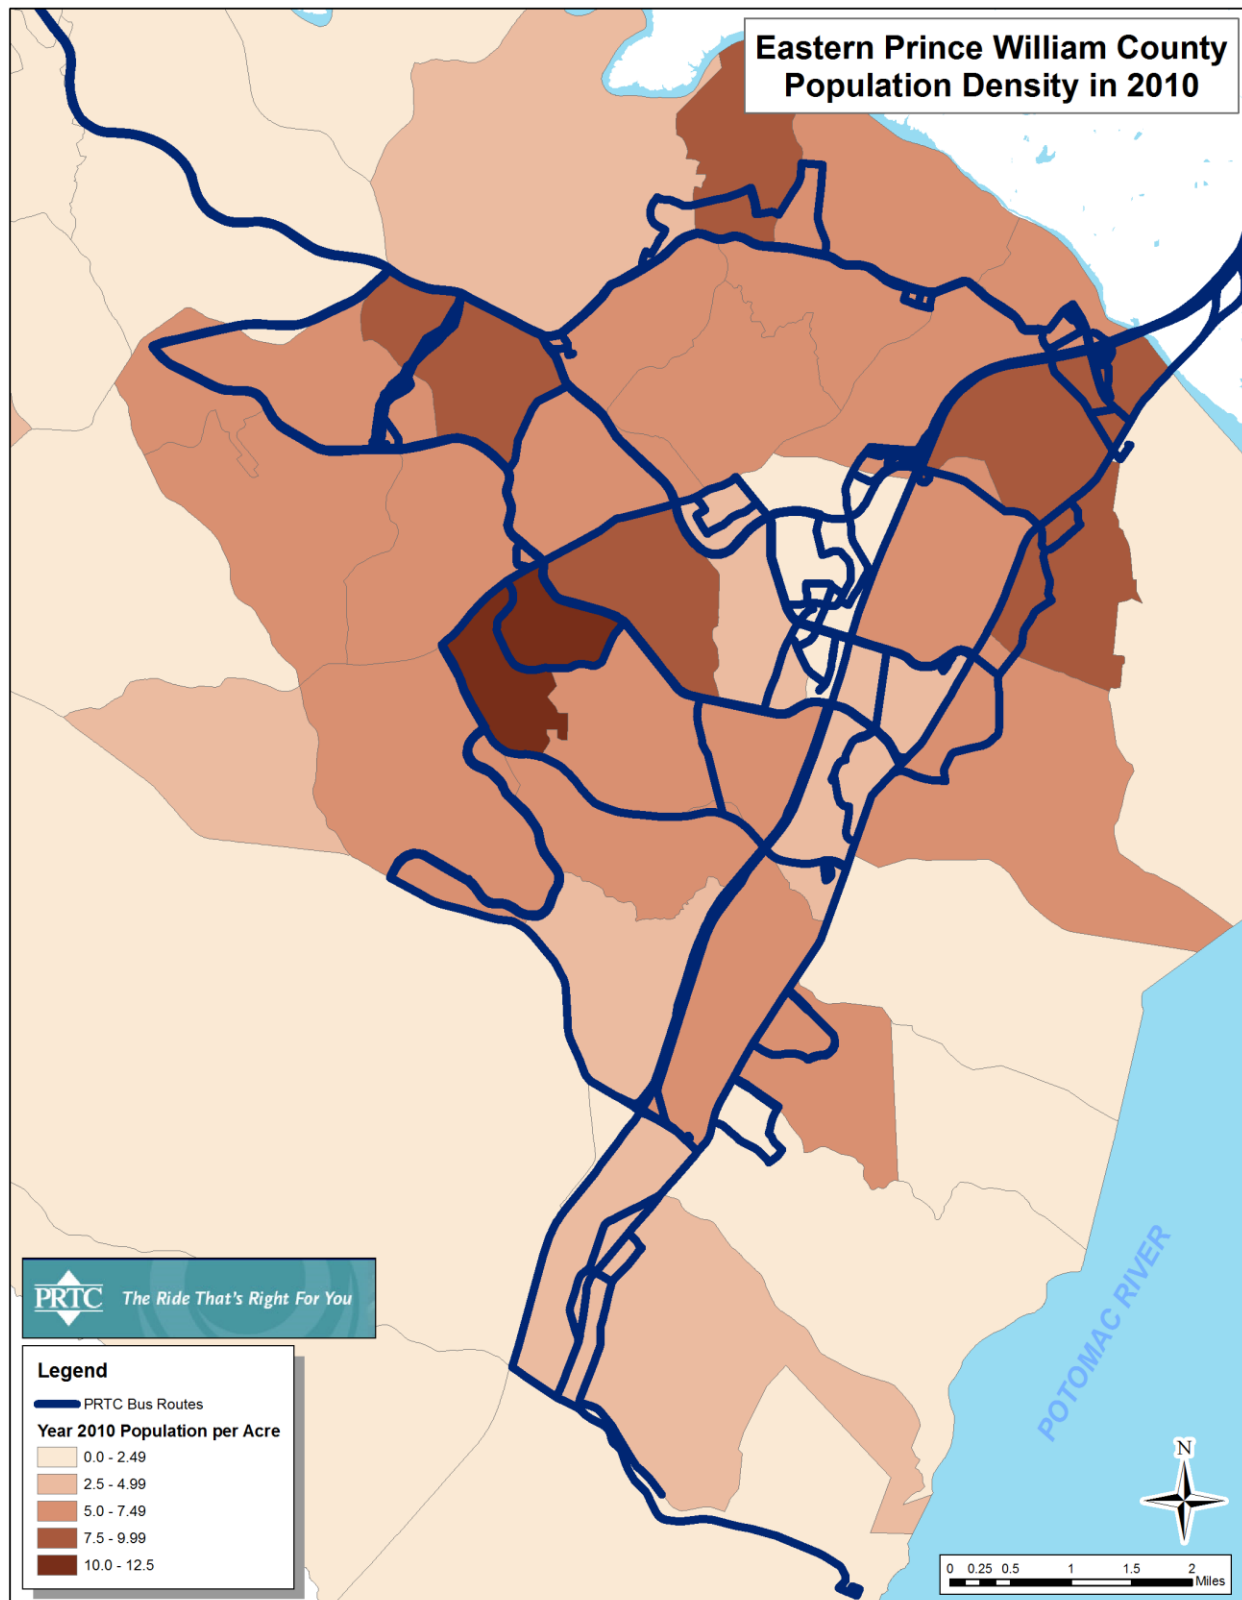 Eastern Prince William County
Population Density in 2010
POTOMAC RIVER
PRTC The Ride That's Right For You
Legend
PRTC Bus Routes
Year 2010 Population per Acre
0.0 - 2.49
2.5 - 4.99
5.0 - 7.49
7.5 - 9.99
10.0 - 12.5
N
0 0.25 0.5 1 1.5 2
Miles